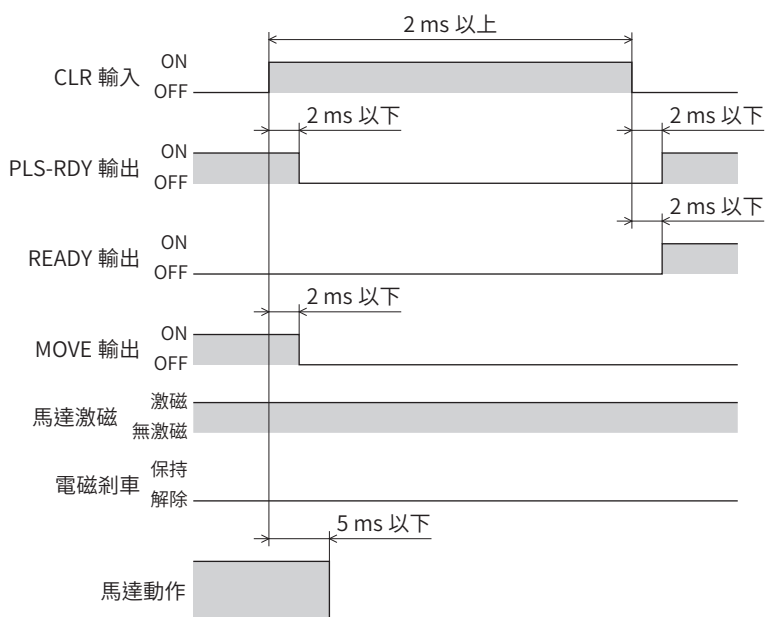 2 ms 以上
CLR 輸入
ON
OFF
2 ms 以下
2 ms 以下
PLS-RDY 輸出
ON
OFF
2 ms 以下
READY 輸出
ON
OFF
2 ms 以下
MOVE 輸出
ON
OFF
馬達激磁
激磁
無激磁
電磁剎車
保持
解除
5 ms 以下
馬達動作